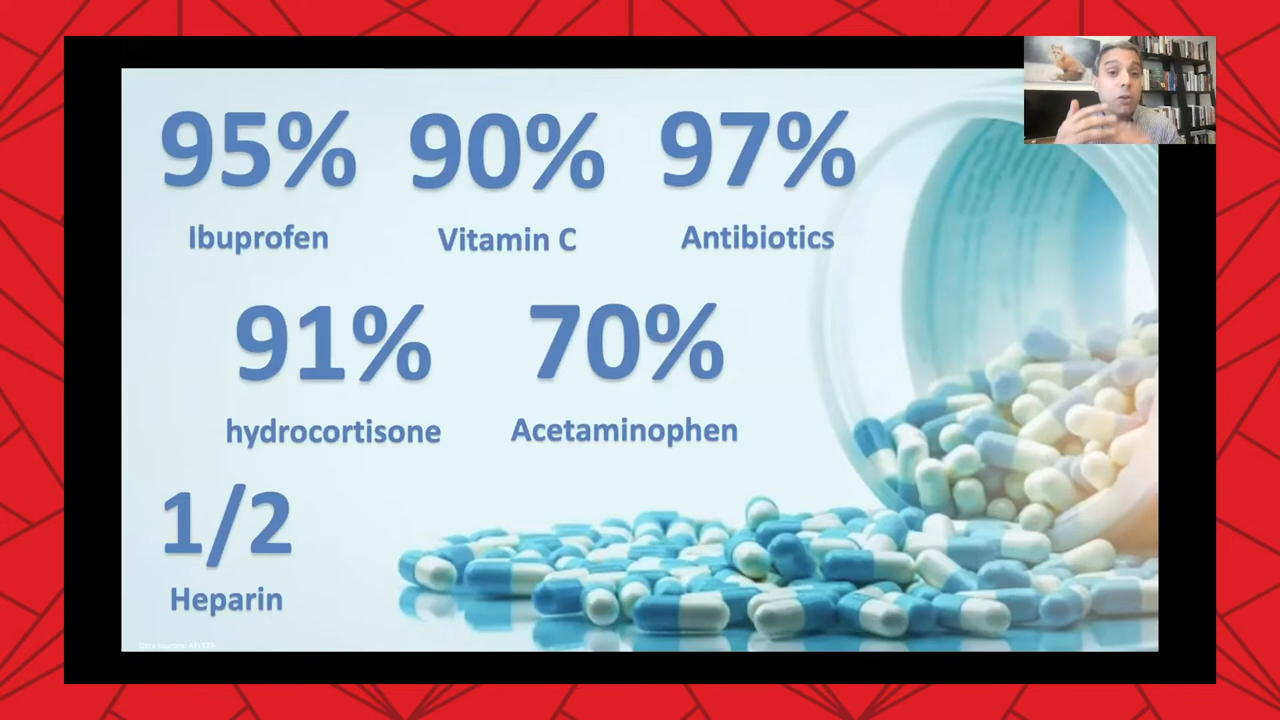 95% 90% 97%
Ibuprofen Vitamin C Antibiotics
91% 70%
hydrocortisone Acetaminophen
1/2
Heparin